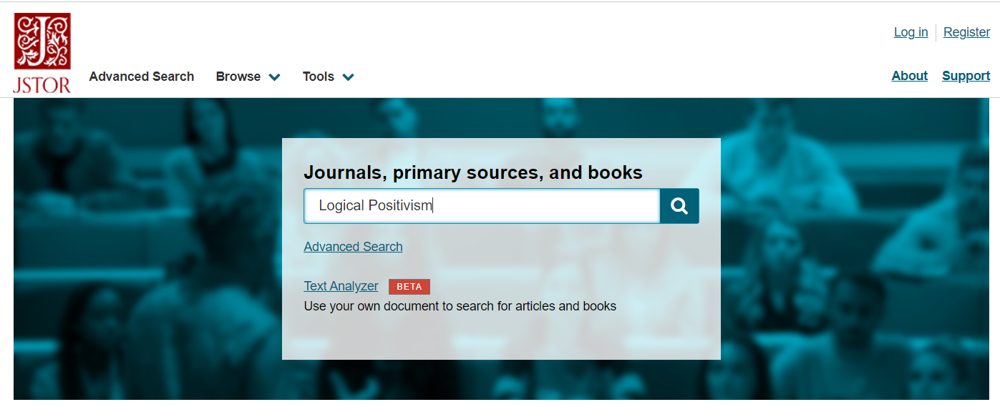 Log in Register
JSTOR
Advanced Search Browse Tools
About Support
Journals, primary sources, and books
Logical Positivism
Advanced Search
Text Analyzer BETA
Use your own document to search for articles and books